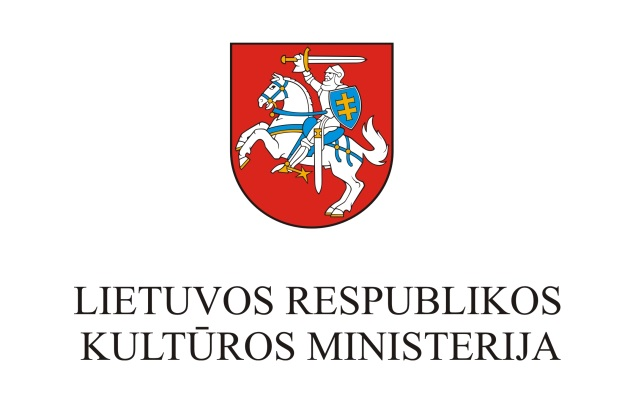 LIETUVOS RESPUBLIKOS
KULTŪROS MINISTERIJA